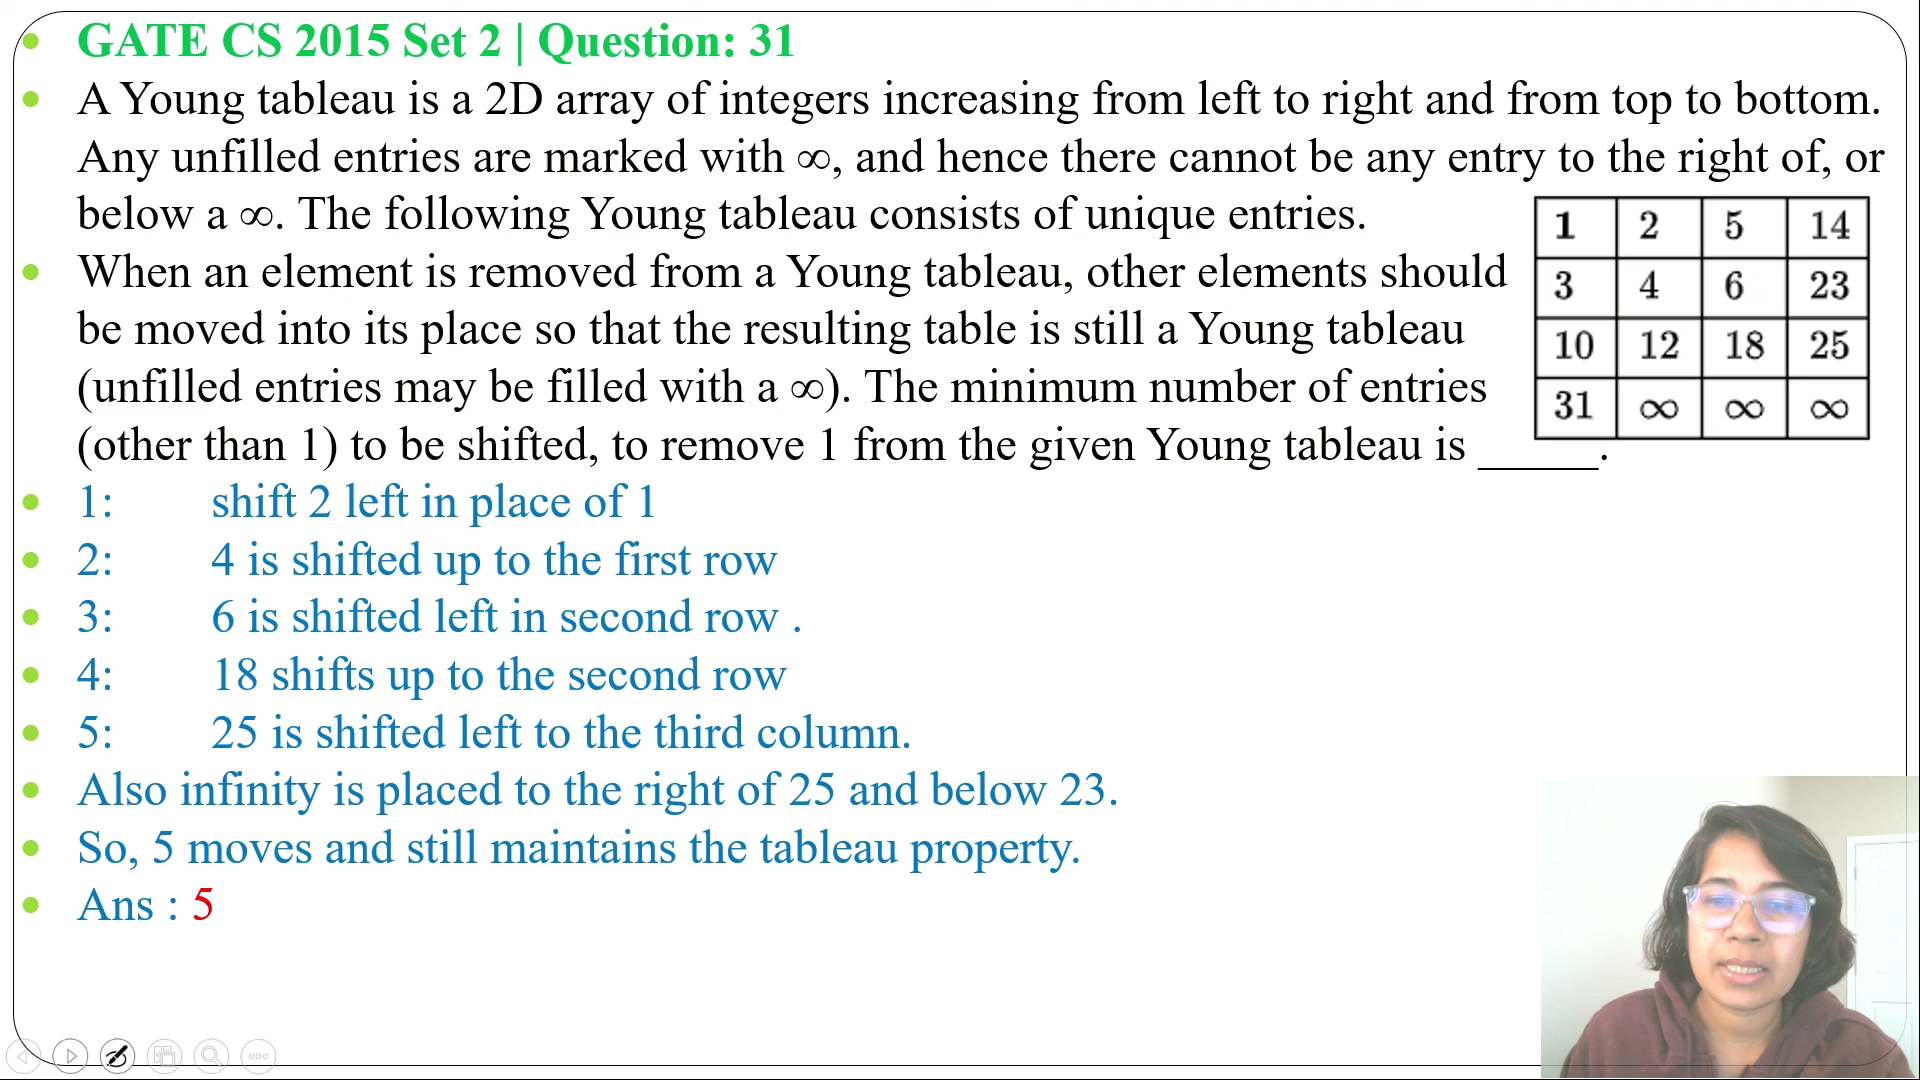 GATE CS 2015 Set 2 | Question: 31
A Young tableau is a 2D array of integers increasing from left to right and from top to bottom.
Any unfilled entries are marked with ∞, and hence there cannot be any entry to the right of, or
below a ∞. The following Young tableau consists of unique entries.
When an element is removed from a Young tableau, other elements should
be moved into its place so that the resulting table is still a Young tableau
(unfilled entries may be filled with a ∞). The minimum number of entries
(other than 1) to be shifted, to remove 1 from the given Young tableau is _____.
1 2 5 14
3 4 6 23
10 12 18 25
31 ∞ ∞ ∞
1: shift 2 left in place of 1
2: 4 is shifted up to the first row
3: 6 is shifted left in second row .
4: 18 shifts up to the second row
5: 25 is shifted left to the third column.
Also infinity is placed to the right of 25 and below 23.
So, 5 moves and still maintains the tableau property.
Ans : 5